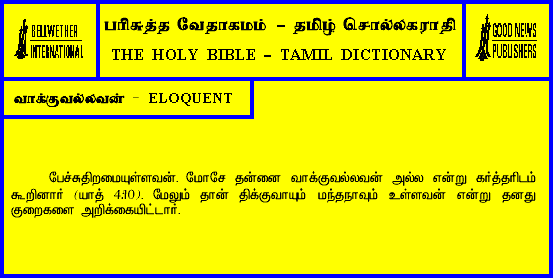 BELLWETHER
INTERNATIONAL
பரிசுத்த வேதாகமம் - தமிழ் சொல்லகராதி
THE HOLY BIBLE - TAMIL DICTIONARY
GOOD NEWS
PUBLISHERS
வாக்குவல்லவன் - ELOQUENT
பேச்சுதிறமையுள்ளவன். மோசே தன்னை வாக்குவல்லவன் அல்ல என்று கர்த்தரிடம்
கூறினார் (யாத் 4:10). மேலும் தான் திக்குவாயும் மந்தநாவும் உள்ளவன் என்று தனது
குறைகளை அறிக்கையிட்டார்.